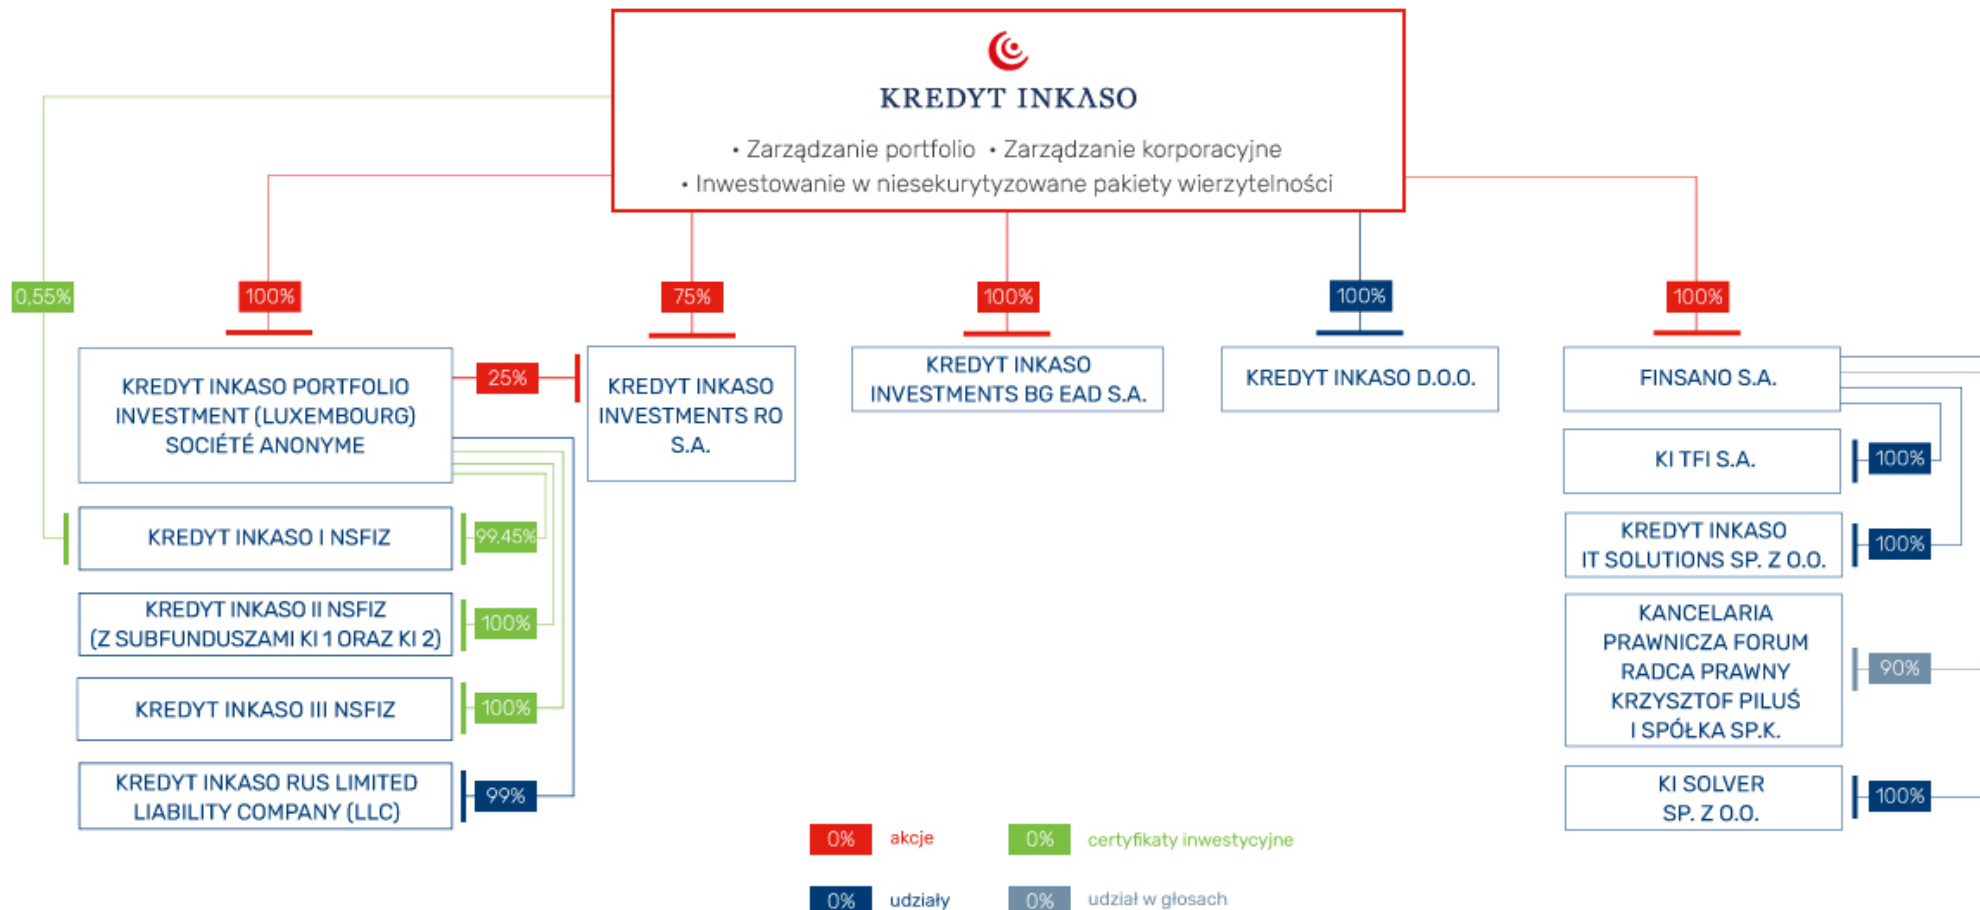 KREDYT INKASO
• Zarządzanie portfolio • Zarządzanie korporacyjne
• Inwestowanie w niesekurytyzowane pakiety wierzytelności
0,55%
100%
75%
100%
100%
100%
KREDYT INKASO PORTFOLIO
INVESTMENT (LUXEMBOURG)
SOCIÉTÉ ANONYME
25%
KREDYT INKASO
INVESTMENTS RO
S.A.
KREDYT INKASO
INVESTMENTS BG EAD S.A.
KREDYT INKASO D.O.O.
FINSANO S.A.
KI TFI S.A.
100%
KREDYT INKASO I NSFIZ
99,45%
KREDYT INKASO
IT SOLUTIONS SP. Z O.O.
100%
KREDYT INKASO II NSFIZ
(Z SUBFUNDUSZAMI KI 1 ORAZ KI 2)
100%
KANCELARIA
PRAWNICZA FORUM
RADCA PRAWNY
KRZYSZTOF PILUŚ
I SPÓŁKA SP.K.
90%
KREDYT INKASO III NSFIZ
100%
KREDYT INKASO RUS LIMITED
LIABILITY COMPANY (LLC)
99%
KI SOLVER
SP. Z O.O.
100%
0% akcje
0% certyfikaty inwestycyjne
0% udziały
0% udział w głosach